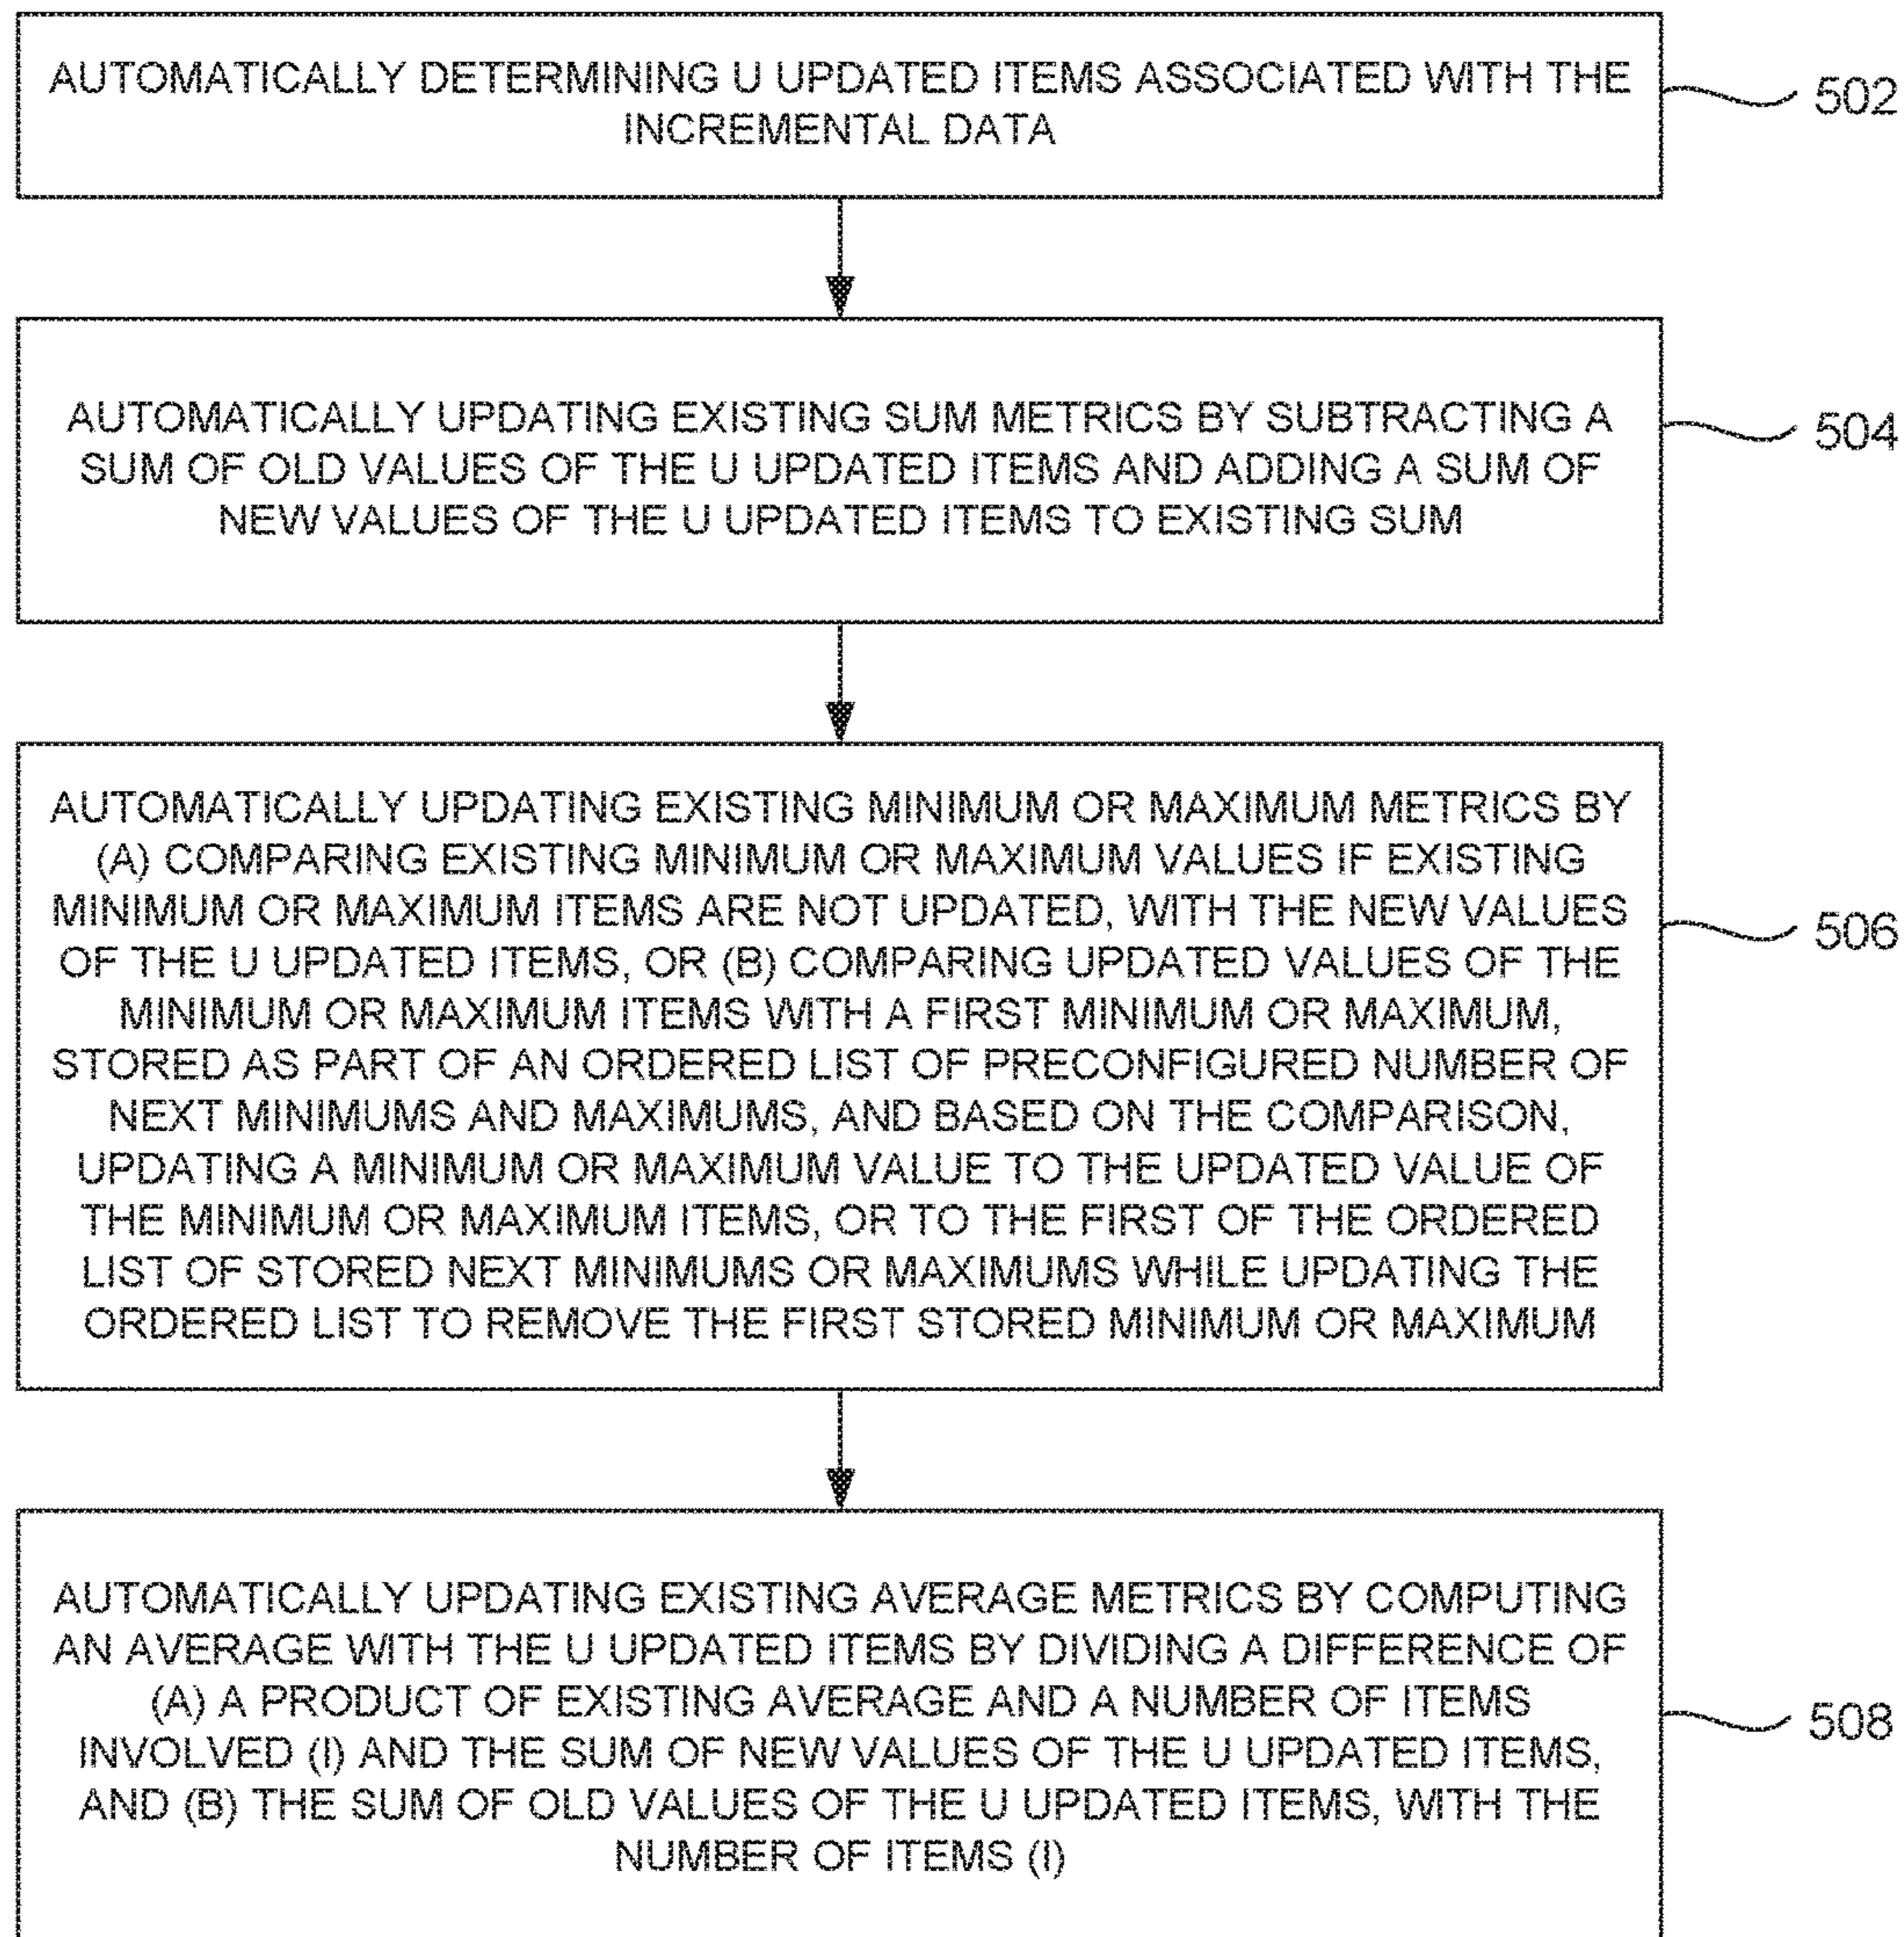 AUTOMATICALLY DETERMINING U UPDATED ITEMS ASSOCIATED WITH THE
INCREMENTAL DATA
502
AUTOMATICALLY UPDATING EXISTING SUM METRICS BY SUBTRACTING A
SUM OF OLD VALUES OF THE U UPDATED ITEMS AND ADDING A SUM OF
NEW VALUES OF THE U UPDATED ITEMS TO EXISTING SUM
504
AUTOMATICALLY UPDATING EXISTING MINIMUM OR MAXIMUM METRICS BY
(A) COMPARING EXISTING MINIMUM OR MAXIMUM VALUES IF EXISTING
MINIMUM OR MAXIMUM ITEMS ARE NOT UPDATED, WITH THE NEW VALUES
OF THE U UPDATED ITEMS, OR (B) COMPARING UPDATED VALUES OF THE
MINIMUM OR MAXIMUM ITEMS WITH A FIRST MINIMUM OR MAXIMUM,
STORED AS PART OF AN ORDERED LIST OF PRECONFIGURED NUMBER OF
NEXT MINIMUMS AND MAXIMUMS, AND BASED ON THE COMPARISON,
UPDATING A MINIMUM OR MAXIMUM VALUE TO THE UPDATED VALUE OF
THE MINIMUM OR MAXIMUM ITEMS, OR TO THE FIRST OF THE ORDERED
LIST OF STORED NEXT MINIMUMS OR MAXIMUMS WHILE UPDATING THE
ORDERED LIST TO REMOVE THE FIRST STORED MINIMUM OR MAXIMUM
506
AUTOMATICALLY UPDATING EXISTING AVERAGE METRICS BY COMPUTING
AN AVERAGE WITH THE U UPDATED ITEMS BY DIVIDING A DIFFERENCE OF
(A) A PRODUCT OF EXISTING AVERAGE AND A NUMBER OF ITEMS
INVOLVED (I) AND THE SUM OF NEW VALUES OF THE U UPDATED ITEMS,
AND (B) THE SUM OF OLD VALUES OF THE U UPDATED ITEMS, WITH THE
NUMBER OF ITEMS (I)
508